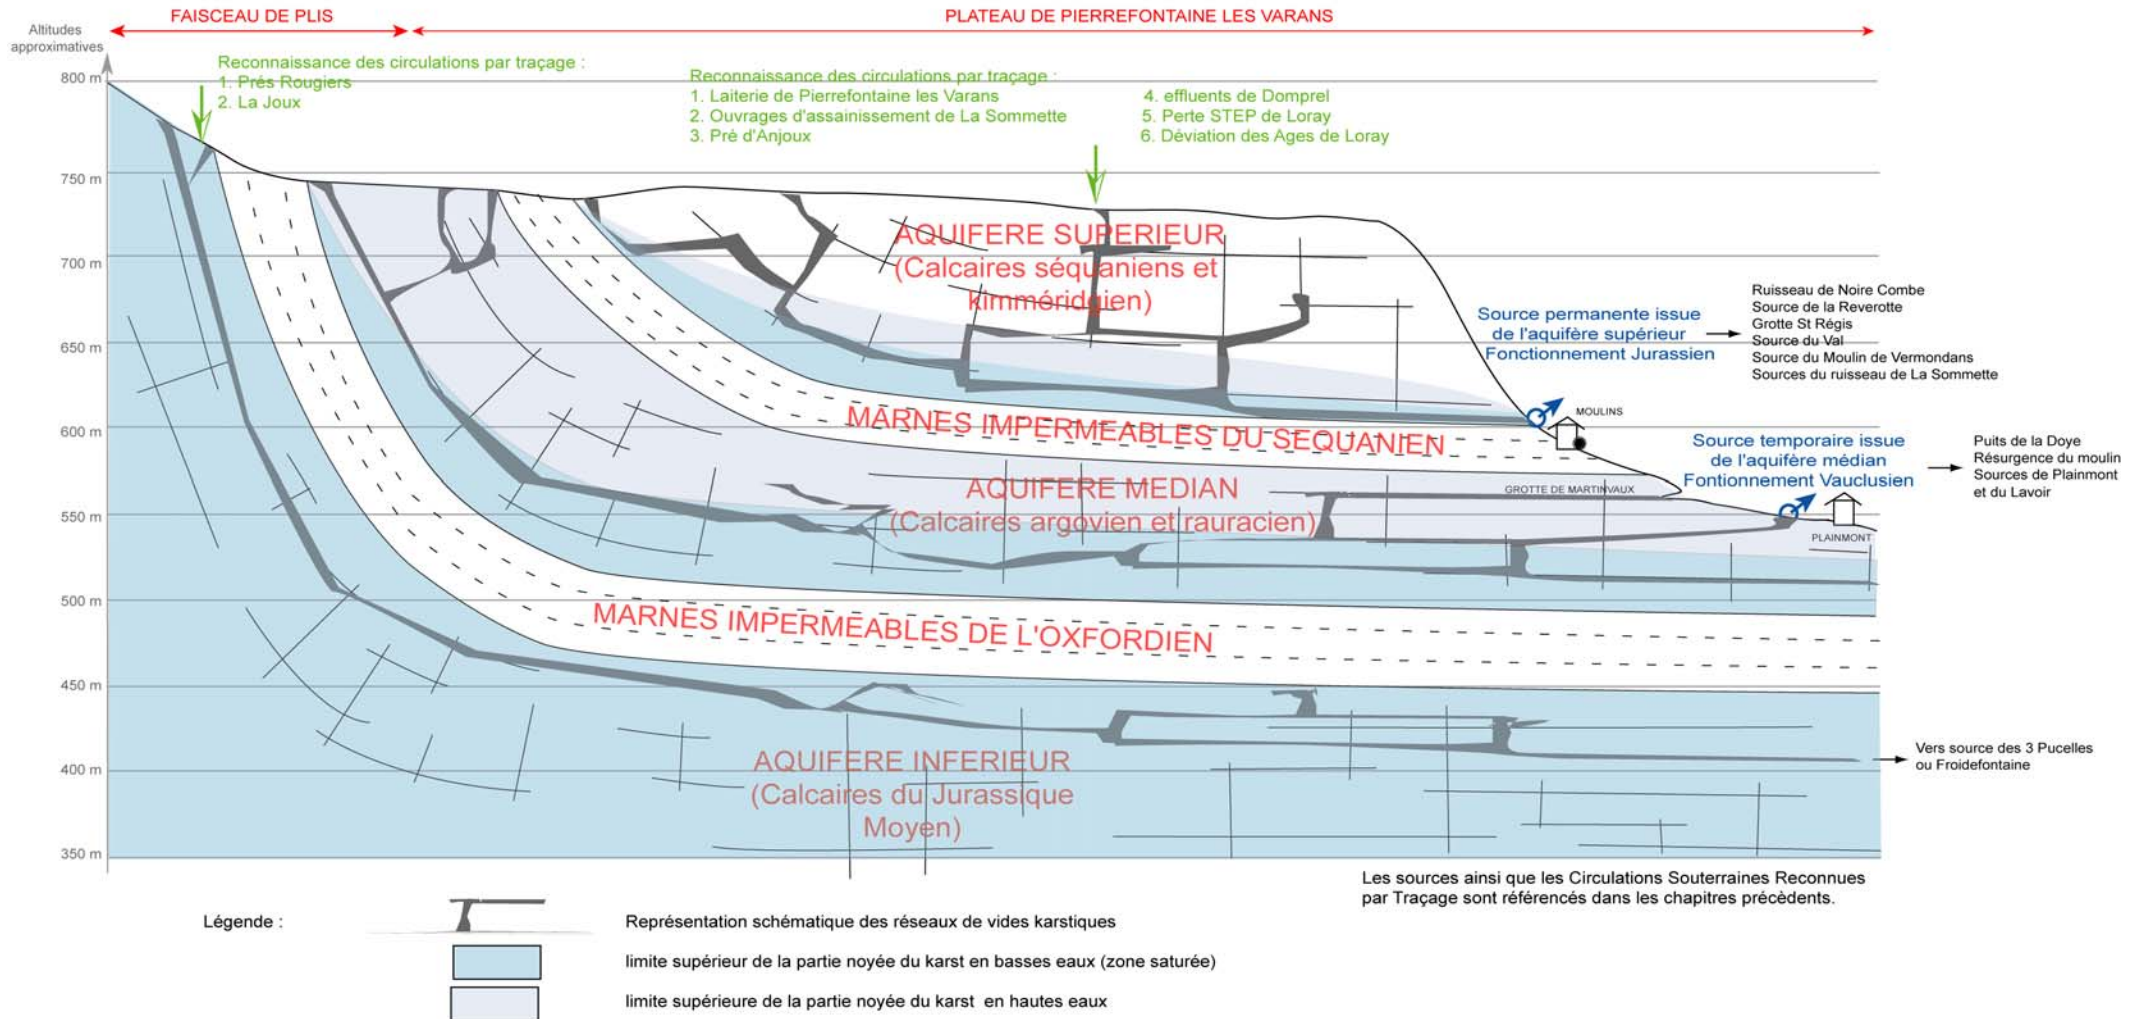 FAISCEAU DE PLIS
PLATEAU DE PIERREFONTAINE LES VARANS
Altitudes
approximatives
Reconnaissance des circulations par traçage :
1. Prés Rougiers
2. La Joux
Reconnaissance des circulations par traçage :
1. Laiterie de Pierrefontaine les Varans
2. Ouvrages d'assainissement de La Sommette
3. Pré d'Anjoux
4. effluents de Domprel
5. Perte STEP de Loray
6. Déviation des Ages de Loray
800 m
750 m
700 m
650 m
600 m
550 m
500 m
450 m
400 m
350 m
AQUIFERE SUPERIEUR
(Calcaires séquaniens et
kimméridgien)
Source permanente issue
de l'aquifère supérieur
Fonctionnement Jurassien
Ruisseau de Noire Combe
Source de la Reverotte
Grotte St Régis
Source du Val
Source du Moulin de Vermondans
Sources du ruisseau de La Sommette
MOULINS
MARNES IMPERMEABLES DU SEQUANIEN
Source temporaire issue
de l'aquifère médian
Fontionnement Vauclusien
Puits de la Doye
Résurgence du moulin
Sources de Plainmont
et du Lavoir
AQUIFERE MEDIAN
(Calcaires argovien et rauracien)
GROTTE DE MARTINVAUX
PLAINMONT
MARNES IMPERMEABLES DE L'OXFORDIEN
AQUIFERE INFERIEUR
(Calcaires du Jurassique
Moyen)
Vers source des 3 Pucelles
ou Froidefontaine
Les sources ainsi que les Circulations Souterraines Reconnues
par Traçage sont référencés dans les chapitres précèdents.
Légende :
Représentation schématique des réseaux de vides karstiques
limite supérieur de la partie noyée du karst en basses eaux (zone saturée)
limite supérieure de la partie noyée du karst en hautes eaux